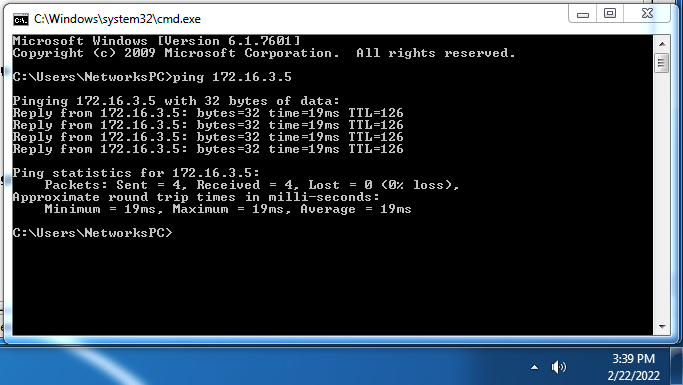 C:\Windows\system32\cmd.exe
Microsoft Windows [Version 6.1.7601]
Copyright (c) 2009 Microsoft Corporation.  All rights reserved.
C:\Users\NetworksPC>ping 172.16.3.5
Pinging 172.16.3.5 with 32 bytes of data:
Reply from 172.16.3.5: bytes=32 time=19ms TTL=126
Reply from 172.16.3.5: bytes=32 time=19ms TTL=126
Reply from 172.16.3.5: bytes=32 time=19ms TTL=126
Reply from 172.16.3.5: bytes=32 time=19ms TTL=126
Ping statistics for 172.16.3.5:
    Packets: Sent = 4, Received = 4, Lost = 0 (0% loss),
Approximate round trip times in milli-seconds:
    Minimum = 19ms, Maximum = 19ms, Average = 19ms
C:\Users\NetworksPC>
3:39 PM
2/22/2022